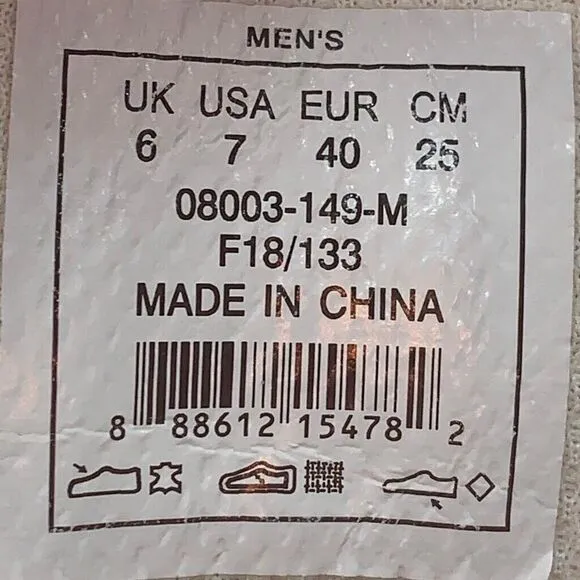 MEN'S
UK USA EUR CM
6 7 40 25
08003-149-M
F18/133
MADE IN CHINA
8 88612 15478 2